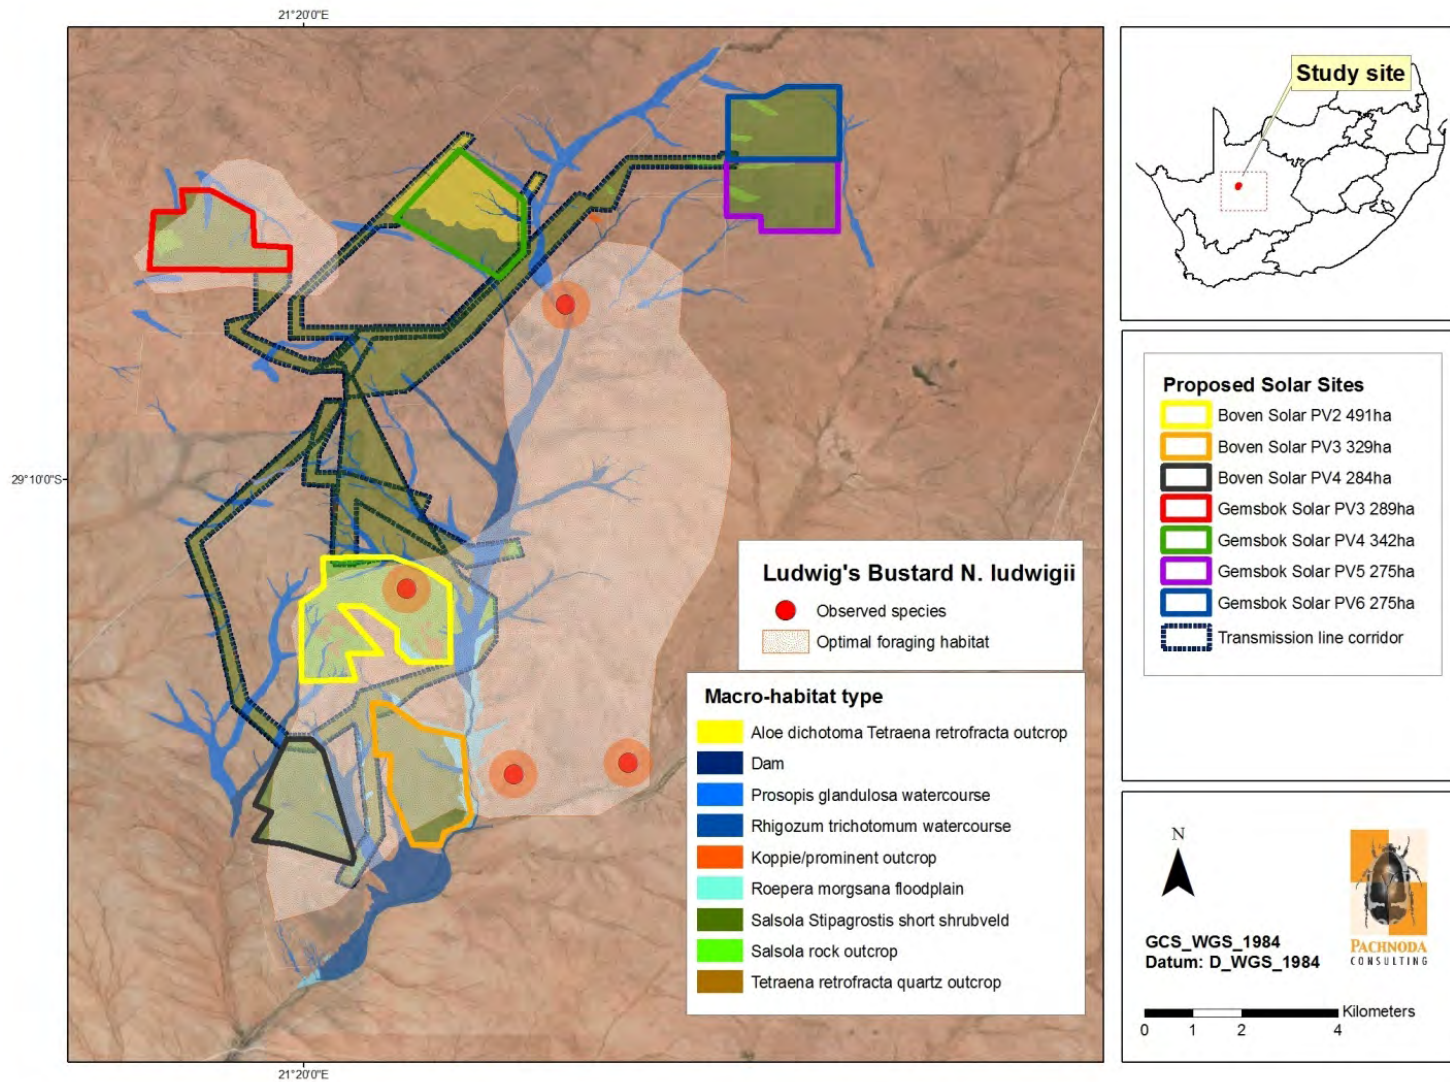 21°20'0"E
29°10'0"S
Ludwig's Bustard N. ludwigii
Observed species
Optimal foraging habitat
Macro-habitat type
Aloe dichotoma Tetraena retrofracta outcrop
Dam
Prosopis glandulosa watercourse
Rhigozum trichotomum watercourse
Koppie/prominent outcrop
Roepera morgsana floodplain
Salsola Stipagrostis short shrubveld
Salsola rock outcrop
Tetraena retrofracta quartz outcrop
21°20'0"E
Study site
Proposed Solar Sites
Boven Solar PV2 491ha
Boven Solar PV3 329ha
Boven Solar PV4 284ha
Gemsbok Solar PV3 289ha
Gemsbok Solar PV4 342ha
Gemsbok Solar PV5 275ha
Gemsbok Solar PV6 275ha
Transmission line corridor
N
GCS_WGS_1984
Datum: D_WGS_1984
PACHNODA
CONSULTING
Kilometers
0 1 2 4